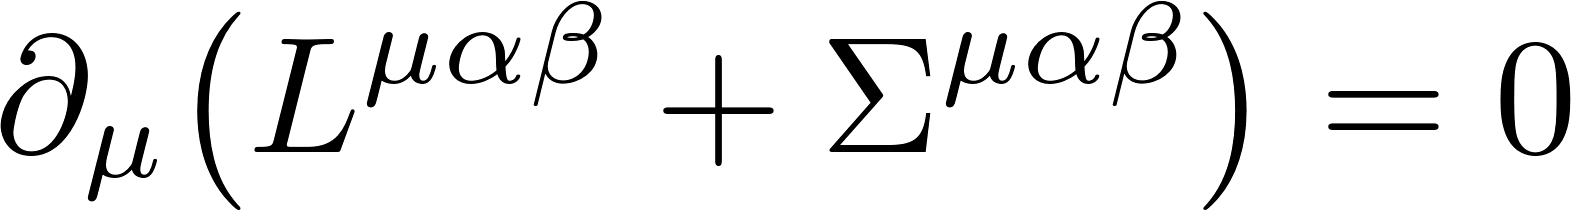 ∂_μ(L^{μαβ} + Σ^{μαβ}) = 0